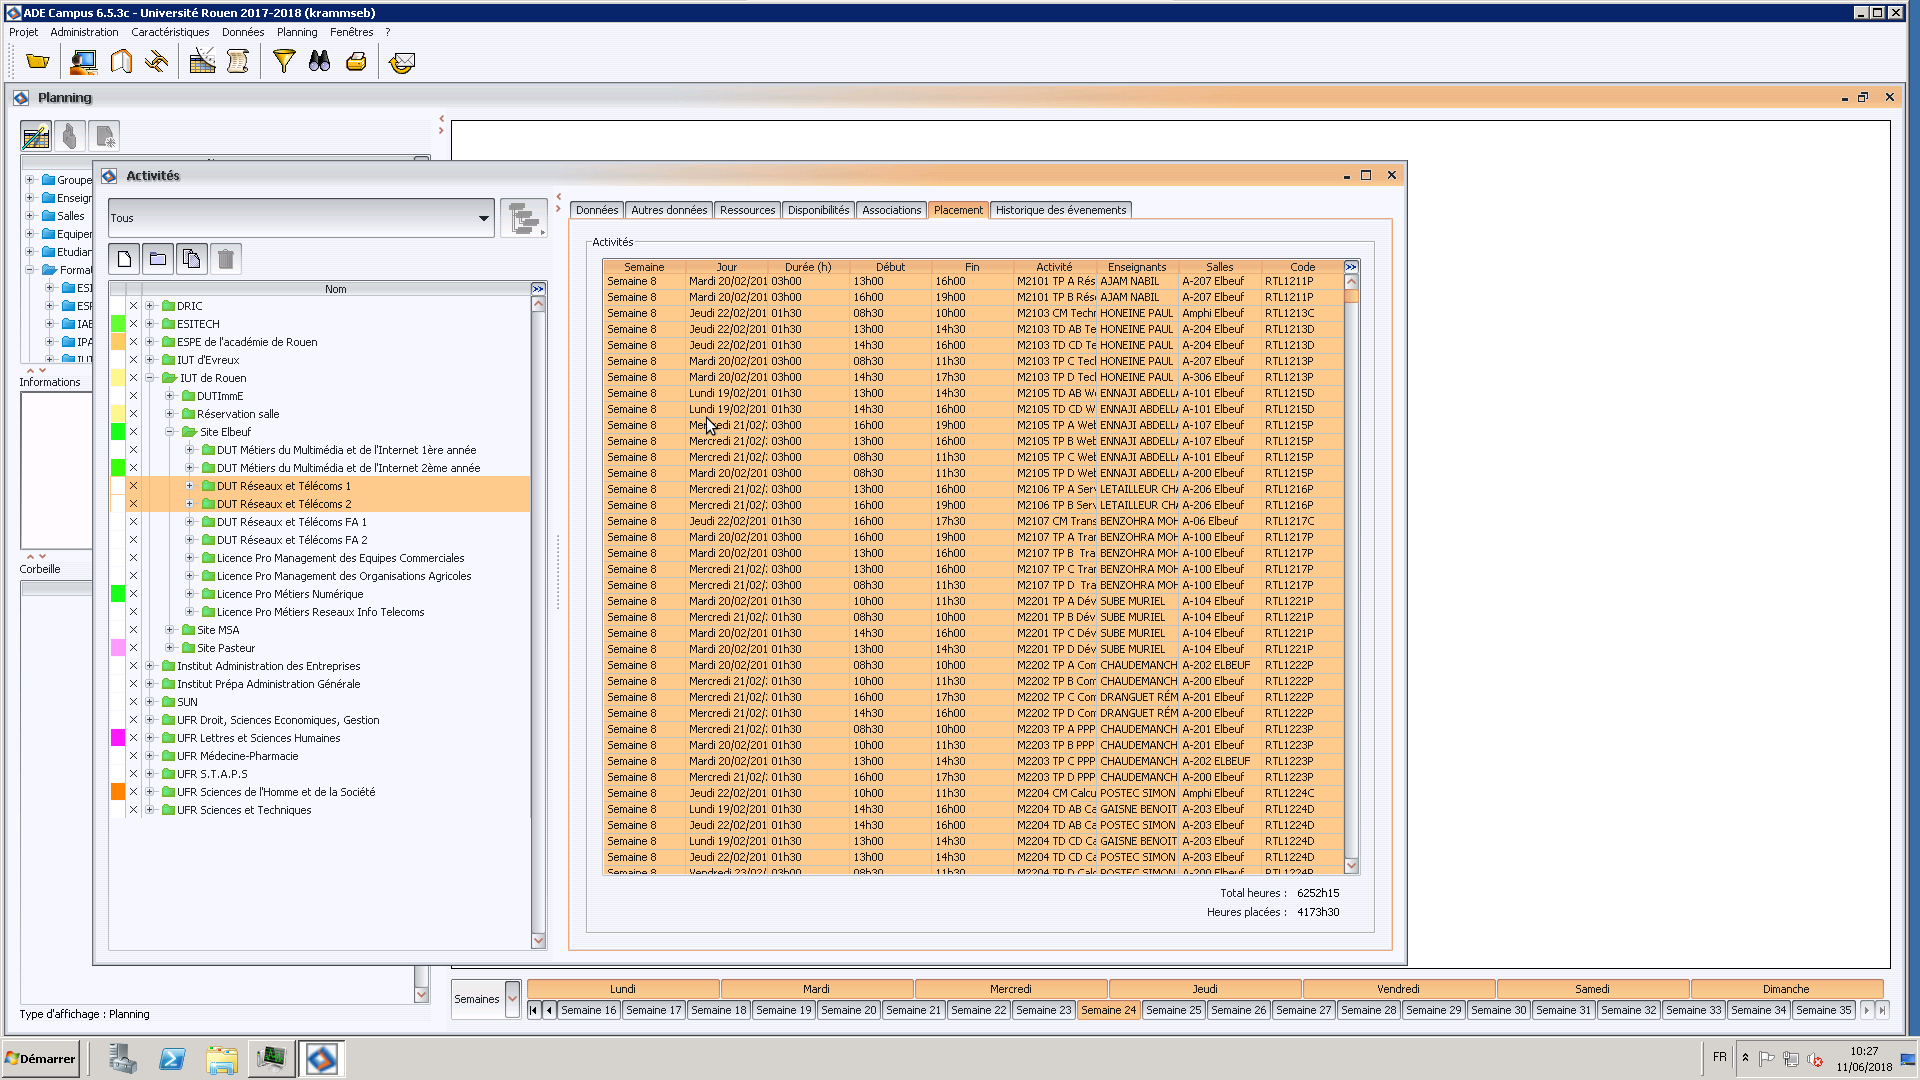 ADE Campus 6.5.3c - Université Rouen 2017-2018 (krammseb)
Projet Administration Caractéristiques Données Planning Fenêtres ?
Planning
Groupe
Enseign
Salles
Equiper
Etudian
Format
ESI
ESP
IAE
IPA
IUT
Informations
Corbeille
Type d'affichage : Planning
Activités
Tous
Nom
DRIC
ESITECH
ESPE de l'académie de Rouen
IUT d'Evreux
IUT de Rouen
DUTImmE
Réservation salle
Site Elbeuf
DUT Métiers du Multimédia et de l'Internet 1ère année
DUT Métiers du Multimédia et de l'Internet 2ème année
DUT Réseaux et Télécoms 1
DUT Réseaux et Télécoms 2
DUT Réseaux et Télécoms FA 1
DUT Réseaux et Télécoms FA 2
Licence Pro Management des Equipes Commerciales
Licence Pro Management des Organisations Agricoles
Licence Pro Métiers Numérique
Licence Pro Métiers Reseaux Info Telecoms
Site MSA
Site Pasteur
Institut Administration des Entreprises
Institut Prépa Administration Générale
SUN
UFR Droit, Sciences Economiques, Gestion
UFR Lettres et Sciences Humaines
UFR Médecine-Pharmacie
UFR S.T.A.P.S
UFR Sciences de l'Homme et de la Société
UFR Sciences et Techniques
Données Autres données Ressources Disponibilités Associations Placement Historique des évenements
Activités
Semaine Jour Durée (h) Début Fin Activité Enseignants Salles Code
Semaine 8 Mardi 20/02/201 03h00 13h00 16h00 M2101 TP A Rés AJAM NABIL A-207 Elbeuf RTL1211P
Semaine 8 Mardi 20/02/201 03h00 16h00 19h00 M2101 TP B Rés AJAM NABIL A-207 Elbeuf RTL1211P
Semaine 8 Jeudi 22/02/201 01h30 08h30 10h00 M2103 CM Techr HONEINE PAUL Amphi Elbeuf RTL1213C
Semaine 8 Jeudi 22/02/201 01h30 13h00 14h30 M2103 TD AB Te HONEINE PAUL A-204 Elbeuf RTL1213D
Semaine 8 Jeudi 22/02/201 01h30 14h30 16h00 M2103 TD CD Te HONEINE PAUL A-204 Elbeuf RTL1213D
Semaine 8 Mardi 20/02/201 03h00 08h30 11h30 M2103 TP C Tecl HONEINE PAUL A-207 Elbeuf RTL1213P
Semaine 8 Mardi 20/02/201 03h00 14h30 17h30 M2103 TP D Tecl HONEINE PAUL A-306 Elbeuf RTL1213P
Semaine 8 Lundi 19/02/201 01h30 13h00 14h30 M2105 TD AB We ENNAJI ABDELLA A-101 Elbeuf RTL1215D
Semaine 8 Lundi 19/02/201 01h30 14h30 16h00 M2105 TD CD W ENNAJI ABDELLA A-101 Elbeuf RTL1215D
Semaine 8 Mercredi 21/02/ 03h00 16h00 19h00 M2105 TP A Wel ENNAJI ABDELLA A-107 Elbeuf RTL1215P
Semaine 8 Mercredi 21/02/ 03h00 13h00 16h00 M2105 TP B Wel ENNAJI ABDELLA A-107 Elbeuf RTL1215P
Semaine 8 Mercredi 21/02/ 03h00 08h30 11h30 M2105 TP C Wel ENNAJI ABDELLA A-101 Elbeuf RTL1215P
Semaine 8 Mardi 20/02/201 03h00 08h30 11h30 M2105 TP D Wel ENNAJI ABDELLA A-200 Elbeuf RTL1215P
Semaine 8 Mercredi 21/02/ 03h00 13h00 16h00 M2106 TP A Serv LETAILLEUR CHA A-206 Elbeuf RTL1216P
Semaine 8 Mercredi 21/02/ 03h00 16h00 19h00 M2106 TP B Serv LETAILLEUR CHA A-206 Elbeuf RTL1216P
Semaine 8 Jeudi 22/02/201 01h30 16h00 17h30 M2107 CM Trans BENZOHRA MOH A-06 Elbeuf RTL1217C
Semaine 8 Mardi 20/02/201 03h00 16h00 19h00 M2107 TP A Trar BENZOHRA MOH A-100 Elbeuf RTL1217P
Semaine 8 Mardi 20/02/201 03h00 13h00 16h00 M2107 TP B Tra BENZOHRA MOH A-100 Elbeuf RTL1217P
Semaine 8 Mercredi 21/02/ 03h00 13h00 16h00 M2107 TP C Trar BENZOHRA MOH A-100 Elbeuf RTL1217P
Semaine 8 Mercredi 21/02/ 03h00 08h30 11h30 M2107 TP D Tra BENZOHRA MOH A-100 Elbeuf RTL1217P
Semaine 8 Mardi 20/02/201 01h30 10h00 11h30 M2201 TP A Dév SUBE MURIEL A-104 Elbeuf RTL1221P
Semaine 8 Mercredi 21/02/ 01h30 08h30 10h00 M2201 TP B Dév SUBE MURIEL A-104 Elbeuf RTL1221P
Semaine 8 Mardi 20/02/201 01h30 14h30 16h00 M2201 TP C Dév SUBE MURIEL A-104 Elbeuf RTL1221P
Semaine 8 Mardi 20/02/201 01h30 13h00 14h30 M2201 TP D Dév SUBE MURIEL A-104 Elbeuf RTL1221P
Semaine 8 Mardi 20/02/201 01h30 08h30 10h00 M2202 TP A Com CHAUDEMANCH A-202 ELBEUF RTL1222P
Semaine 8 Mercredi 21/02/ 01h30 10h00 11h30 M2202 TP B Com CHAUDEMANCH A-200 Elbeuf RTL1222P
Semaine 8 Mercredi 21/02/ 01h30 16h00 17h30 M2202 TP C Com DRANGUET RÉM A-201 Elbeuf RTL1222P
Semaine 8 Mercredi 21/02/ 01h30 14h30 16h00 M2202 TP D Com DRANGUET RÉM A-200 Elbeuf RTL1222P
Semaine 8 Mercredi 21/02/ 01h30 08h30 10h00 M2203 TP A PPP CHAUDEMANCH A-201 Elbeuf RTL1223P
Semaine 8 Mardi 20/02/201 01h30 10h00 11h30 M2203 TP B PPP CHAUDEMANCH A-201 Elbeuf RTL1223P
Semaine 8 Mardi 20/02/201 01h30 13h00 14h30 M2203 TP C PPP CHAUDEMANCH A-202 ELBEUF RTL1223P
Semaine 8 Mercredi 21/02/ 01h30 16h00 17h30 M2203 TP D PPP CHAUDEMANCH A-200 Elbeuf RTL1223P
Semaine 8 Jeudi 22/02/201 01h30 10h00 11h30 M2204 CM Calcu POSTEC SIMON Amphi Elbeuf RTL1224C
Semaine 8 Lundi 19/02/201 01h30 14h30 16h00 M2204 TD AB Ca GAISNE BENOIT A-203 Elbeuf RTL1224D
Semaine 8 Jeudi 22/02/201 01h30 14h30 16h00 M2204 TD AB Ca POSTEC SIMON A-203 Elbeuf RTL1224D
Semaine 8 Lundi 19/02/201 01h30 13h00 14h30 M2204 TD CD Ca GAISNE BENOIT A-203 Elbeuf RTL1224D
Semaine 8 Jeudi 22/02/201 01h30 13h00 14h30 M2204 TD CD Ca POSTEC SIMON A-203 Elbeuf RTL1224D
Semaine 8 Vendredi 23/02/ 03h00 08h30 11h30 M2204 TP D Calc POSTEC SIMON A-200 Elbeuf RTL1224P
Total heures : 6252h15
Heures placées : 4173h30
Semaines
Lundi Mardi Mercredi Jeudi Vendredi Samedi Dimanche
Semaine 16 Semaine 17 Semaine 18 Semaine 19 Semaine 20 Semaine 21 Semaine 22 Semaine 23 Semaine 24 Semaine 25 Semaine 26 Semaine 27 Semaine 28 Semaine 29 Semaine 30 Semaine 31 Semaine 32 Semaine 33 Semaine 34 Semaine 35
Démarrer
FR
10:27
11/06/2018